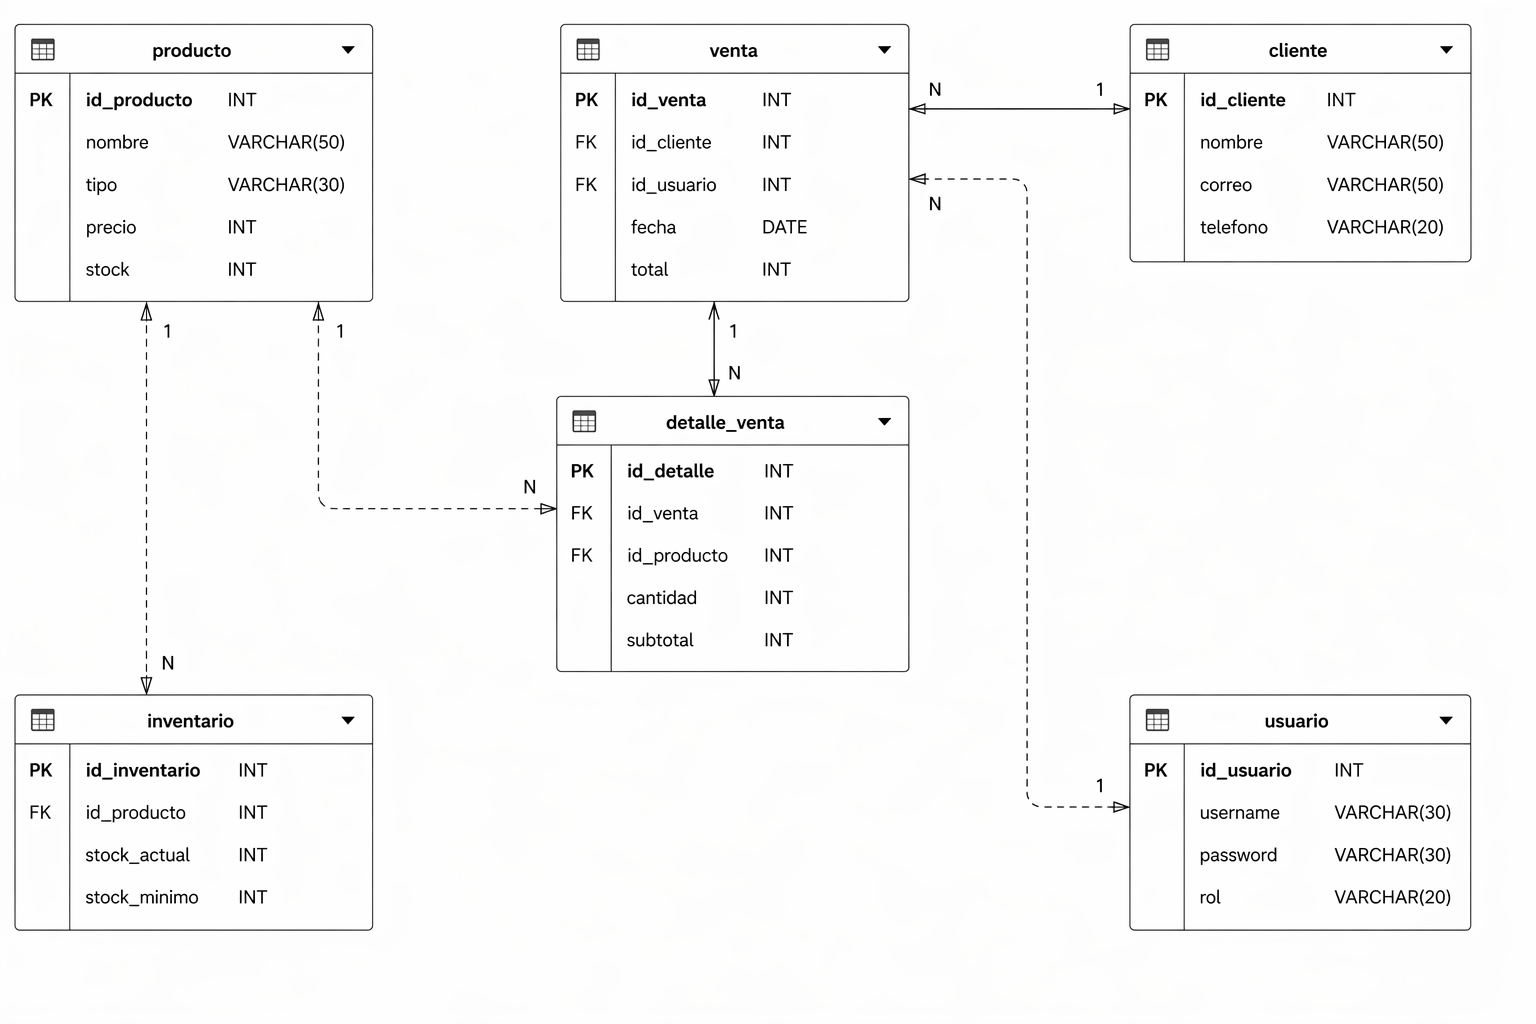 producto
PK id_producto INT
nombre VARCHAR(50)
tipo VARCHAR(30)
precio INT
stock INT
venta
PK id_venta INT
FK id_cliente INT
FK id_usuario INT
fecha DATE
total INT
cliente
PK id_cliente INT
nombre VARCHAR(50)
correo VARCHAR(50)
telefono VARCHAR(20)
N 1
N
1
1
1
N
N
detalle_venta
PK id_detalle INT
FK id_venta INT
FK id_producto INT
cantidad INT
subtotal INT
N
1
inventario
PK id_inventario INT
FK id_producto INT
stock_actual INT
stock_minimo INT
usuario
PK id_usuario INT
username VARCHAR(30)
password VARCHAR(30)
rol VARCHAR(20)